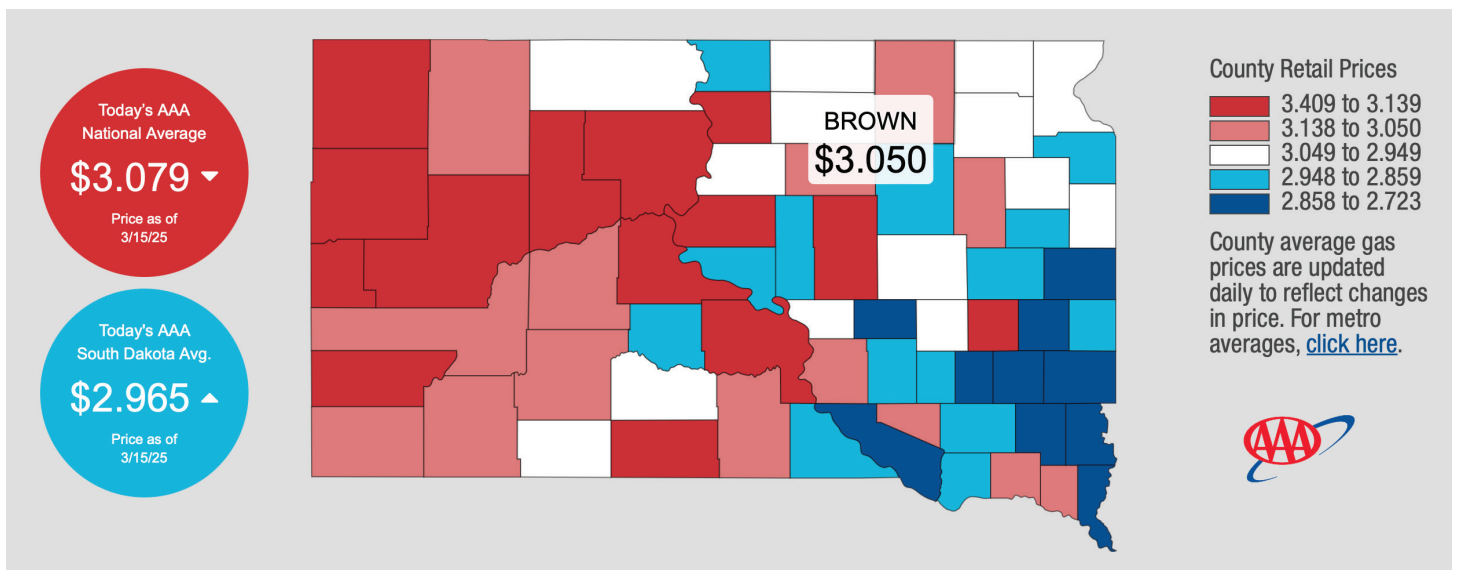 Today's AAA
National Average
$3.079
Price as of
3/15/25
Today's AAA
South Dakota Avg.
$2.965
Price as of
3/15/25
BROWN
$3.050
County Retail Prices
3.409 to 3.139
3.138 to 3.050
3.049 to 2.949
2.948 to 2.859
2.858 to 2.723
County average gas
prices are updated
daily to reflect changes
in price. For metro
averages, click here.
AAA